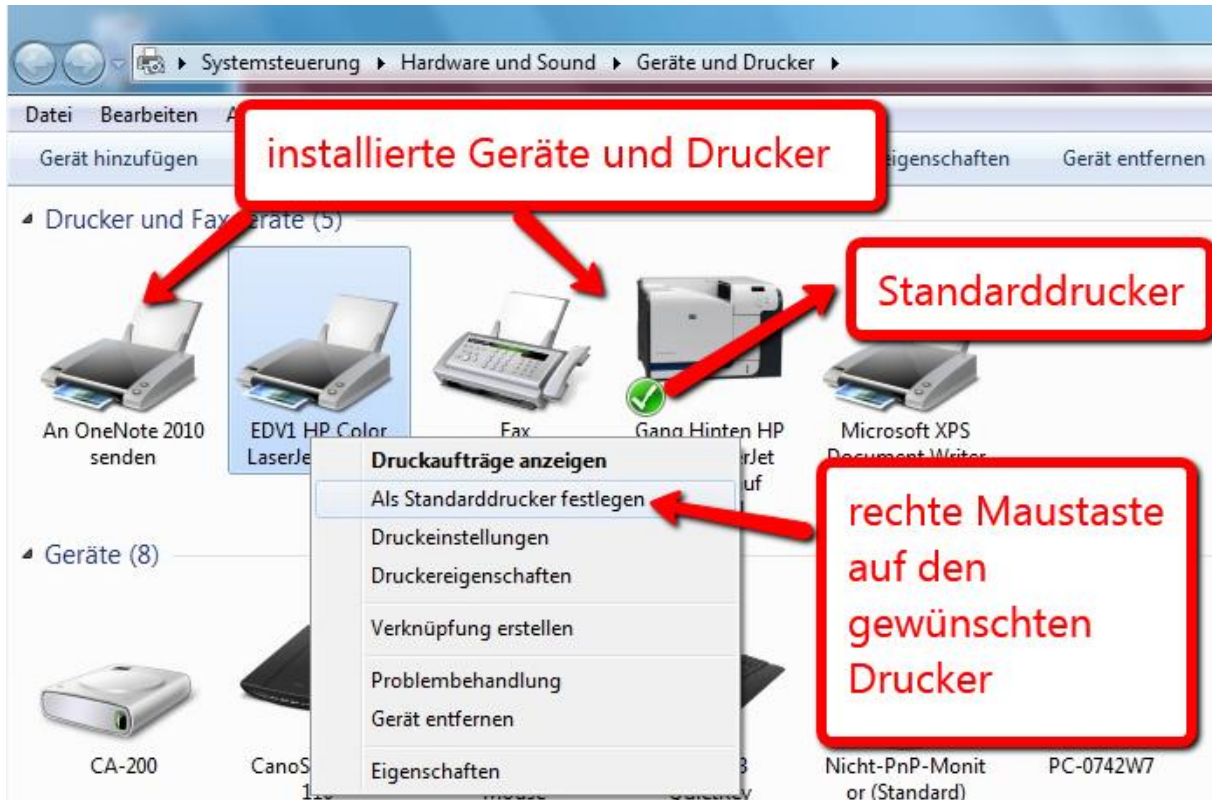 Systemsteuerung Hardware und Sound Geräte und Drucker
Datei Bearbeiten
installierte Geräte und Drucker
Gerät hinzufügen
Gerät entfernen
Drucker und
(5)
Standarddrucker
An OneNote 2010
senden
EDV1 HP Color
Fax
Gang Hinten HP
Microsoft XPS
Document Writer
Druckaufträge anzeigen
Als Standarddrucker festlegen
Druckeinstellungen
Druckereigenschaften
Verknüpfung erstellen
Problembehandlung
Gerät entfernen
Eigenschaften
rechte Maustaste
auf den
gewünschten
Drucker
Geräte (8)
CA-200
Nicht-PnP-Monit
or (Standard)
PC-0742W7